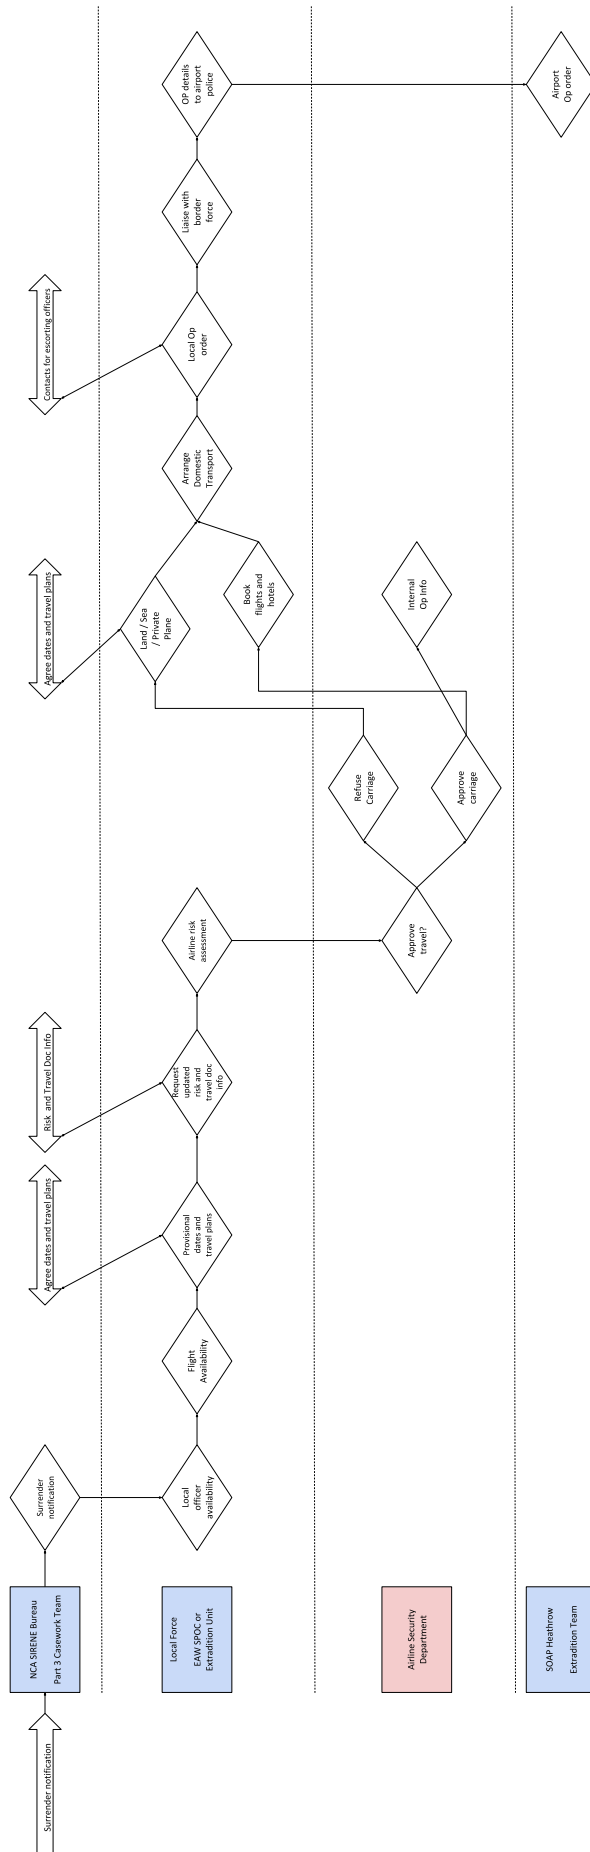 Surrender notification
NCA SIRENE Bureau
Part 3 Casework Team
Surrender
notification
Agree dates and travel plans
Risk  and Travel Doc Info
Agree dates and travel plans
Contacts for escorting officers
Local Force
EAW SPOC or
Extradition Unit
Local
officer
availability
Flight
Availability
Provisional
dates and
travel plans
Request
updated
risk and
travel doc
info
Airline risk
assessment
Land / Sea
/ Private
Plane
Book
flights and
hotels
Arrange
Domestic
Transport
Local Op
order
Liaise with
border
force
OP details
to airport
police
Airline Security
Department
Approve
travel?
Refuse
Carriage
Approve
carriage
Internal
Op Info
SOAP Heathrow
Extradition Team
Airport
Op order